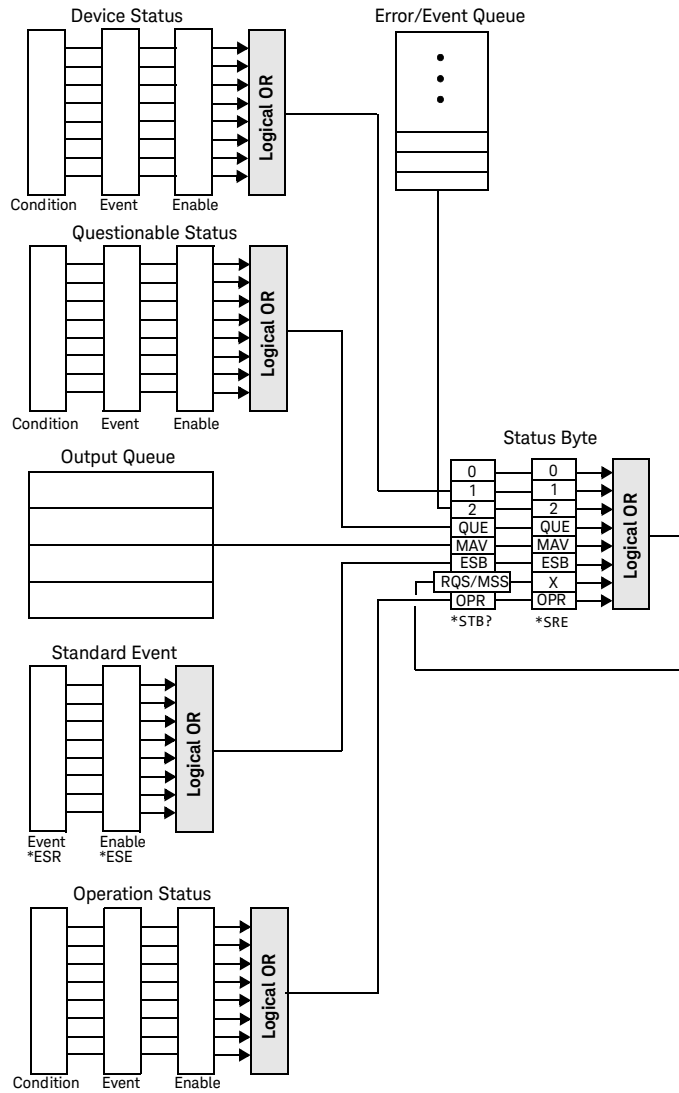 Device Status
Error/Event Queue
Logical OR
Condition Event Enable
Questionable Status
Logical OR
Condition Event Enable
Output Queue
Status Byte
0 0
1 1
2 2
QUE QUE
MAV MAV
ESB ESB
RQS/MSS X
OPR OPR
*STB? *SRE
Logical OR
Standard Event
Logical OR
Event Enable
*ESR *ESE
Operation Status
Logical OR
Condition Event Enable